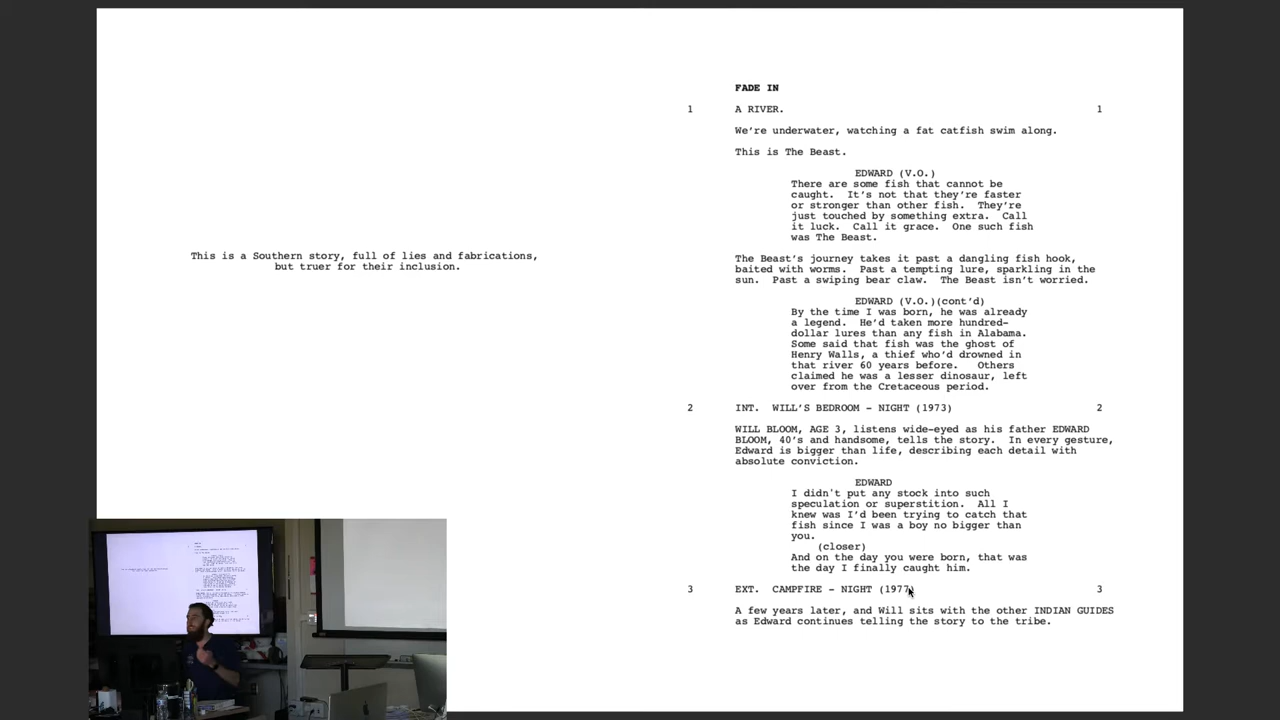 This is a Southern story, full of lies and fabrications,
but truer for their inclusion.
FADE IN
1 A RIVER. 1
We're underwater, watching a fat catfish swim along.
This is The Beast.
EDWARD (V.O.)
There are some fish that cannot be
caught. It's not that they're faster
or stronger than other fish. They're
just touched by something extra. Call
it luck. Call it grace. One such fish
was The Beast.
The Beast's journey takes it past a dangling fish hook,
baited with worms. Past a tempting lure, sparkling in the
sun. Past a swiping bear claw. The Beast isn't worried.
EDWARD (V.O.)(cont'd)
By the time I was born, he was already
a legend. He'd taken more hundred-
dollar lures than any fish in Alabama.
Some said that fish was the ghost of
Henry Walls, a thief who'd drowned in
that river 60 years before. Others
claimed he was a lesser dinosaur, left
over from the Cretaceous period.
2 INT. WILL'S BEDROOM - NIGHT (1973) 2
WILL BLOOM, AGE 3, listens wide-eyed as his father EDWARD
BLOOM, 40's and handsome, tells the story. In every gesture,
Edward is bigger than life, describing each detail with
absolute conviction.
EDWARD
I didn't put any stock into such
speculation or superstition. All I
knew was I'd been trying to catch that
fish since I was a boy no bigger than
you.
(closer)
And on the day you were born, that was
the day I finally caught him.
3 EXT. CAMPFIRE - NIGHT (1977) 3
A few years later, and Will sits with the other INDIAN GUIDES
as Edward continues telling the story to the tribe.